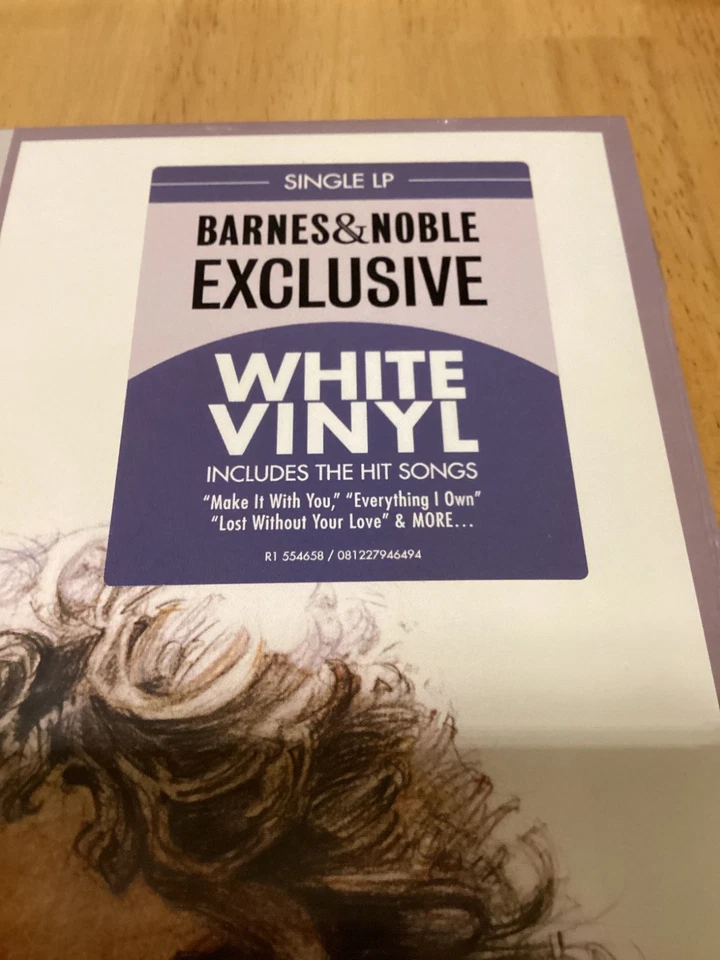 SINGLE LP
BARNES&NOBLE
EXCLUSIVE
WHITE
VINYL
INCLUDES THE HIT SONGS
“Make It With You,” “Everything I Own”
“Lost Without Your Love” & MORE...
R1 554658 / 081227946494